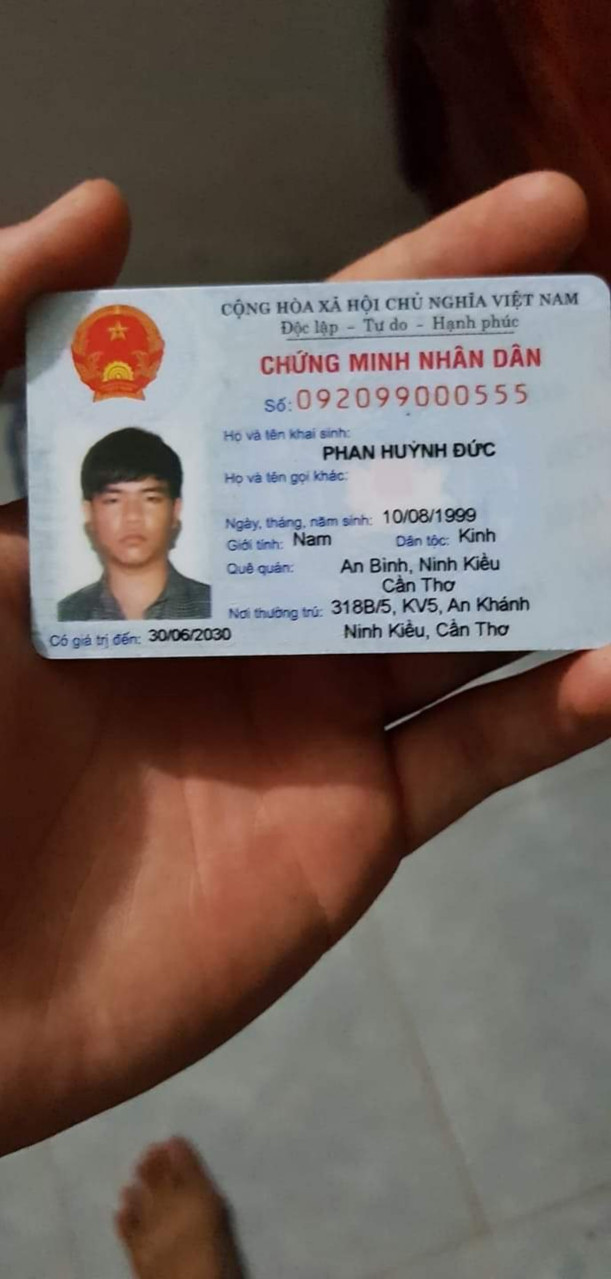 CỘNG HÒA XÃ HỘI CHỦ NGHĨA VIỆT NAM
Độc lập - Tự do - Hạnh phúc
CHỨNG MINH NHÂN DÂN
Số: 092099000555
Họ và tên khai sinh:
PHAN HUỲNH ĐỨC
Họ và tên gọi khác:
Ngày, tháng, năm sinh: 10/08/1999
Giới tính: Nam Dân tộc: Kinh
Quê quán: An Bình, Ninh Kiều
Cần Thơ
Nơi thường trú: 318B/5, KV5, An Khánh
Ninh Kiều, Cần Thơ
Có giá trị đến: 30/06/2030